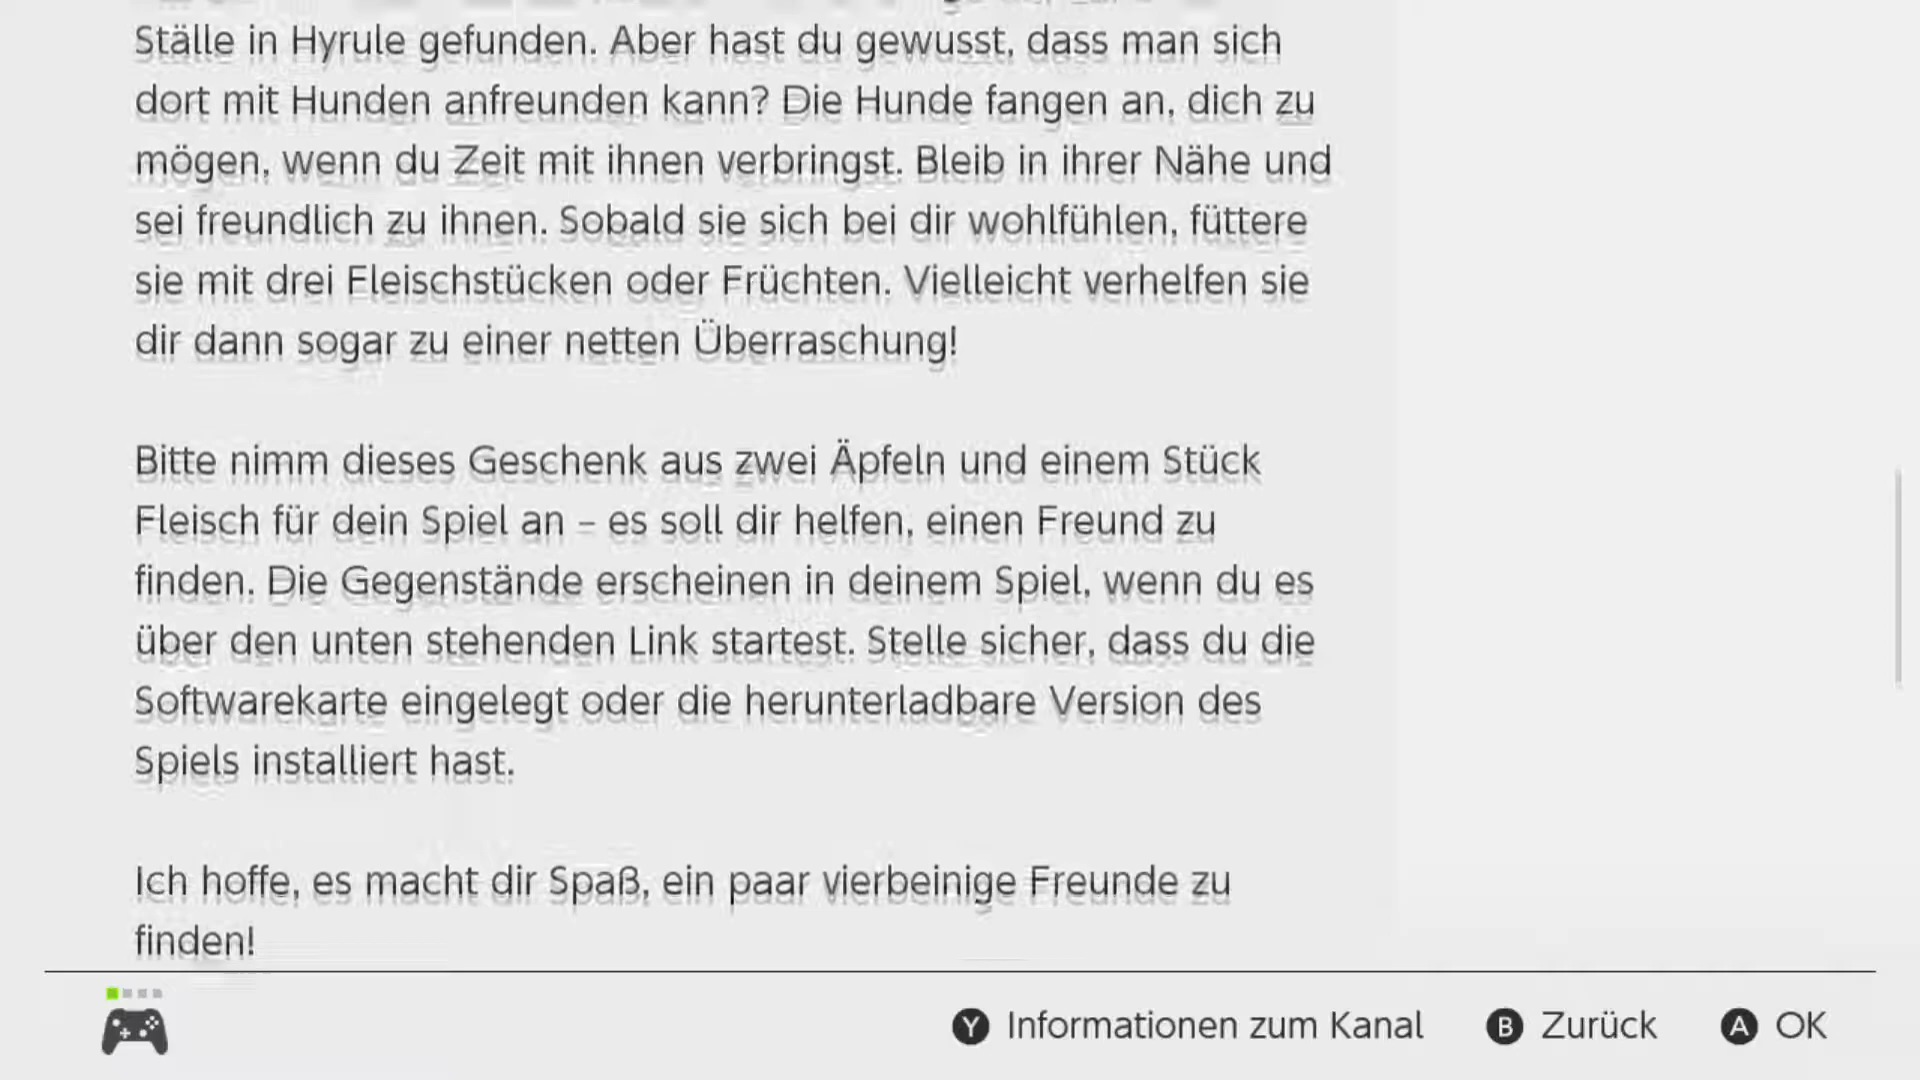 Ställe in Hyrule gefunden. Aber hast du gewusst, dass man sich
dort mit Hunden anfreunden kann? Die Hunde fangen an, dich zu
mögen, wenn du Zeit mit ihnen verbringst. Bleib in ihrer Nähe und
sei freundlich zu ihnen. Sobald sie sich bei dir wohlfühlen, füttere
sie mit drei Fleischstücken oder Früchten. Vielleicht verhelfen sie
dir dann sogar zu einer netten Überraschung!
Bitte nimm dieses Geschenk aus zwei Äpfeln und einem Stück
Fleisch für dein Spiel an – es soll dir helfen, einen Freund zu
finden. Die Gegenstände erscheinen in deinem Spiel, wenn du es
über den unten stehenden Link startest. Stelle sicher, dass du die
Softwarekarte eingelegt oder die herunterladbare Version des
Spiels installiert hast.
Ich hoffe, es macht dir Spaß, ein paar vierbeinige Freunde zu
finden!
Y Informationen zum Kanal B Zurück A OK